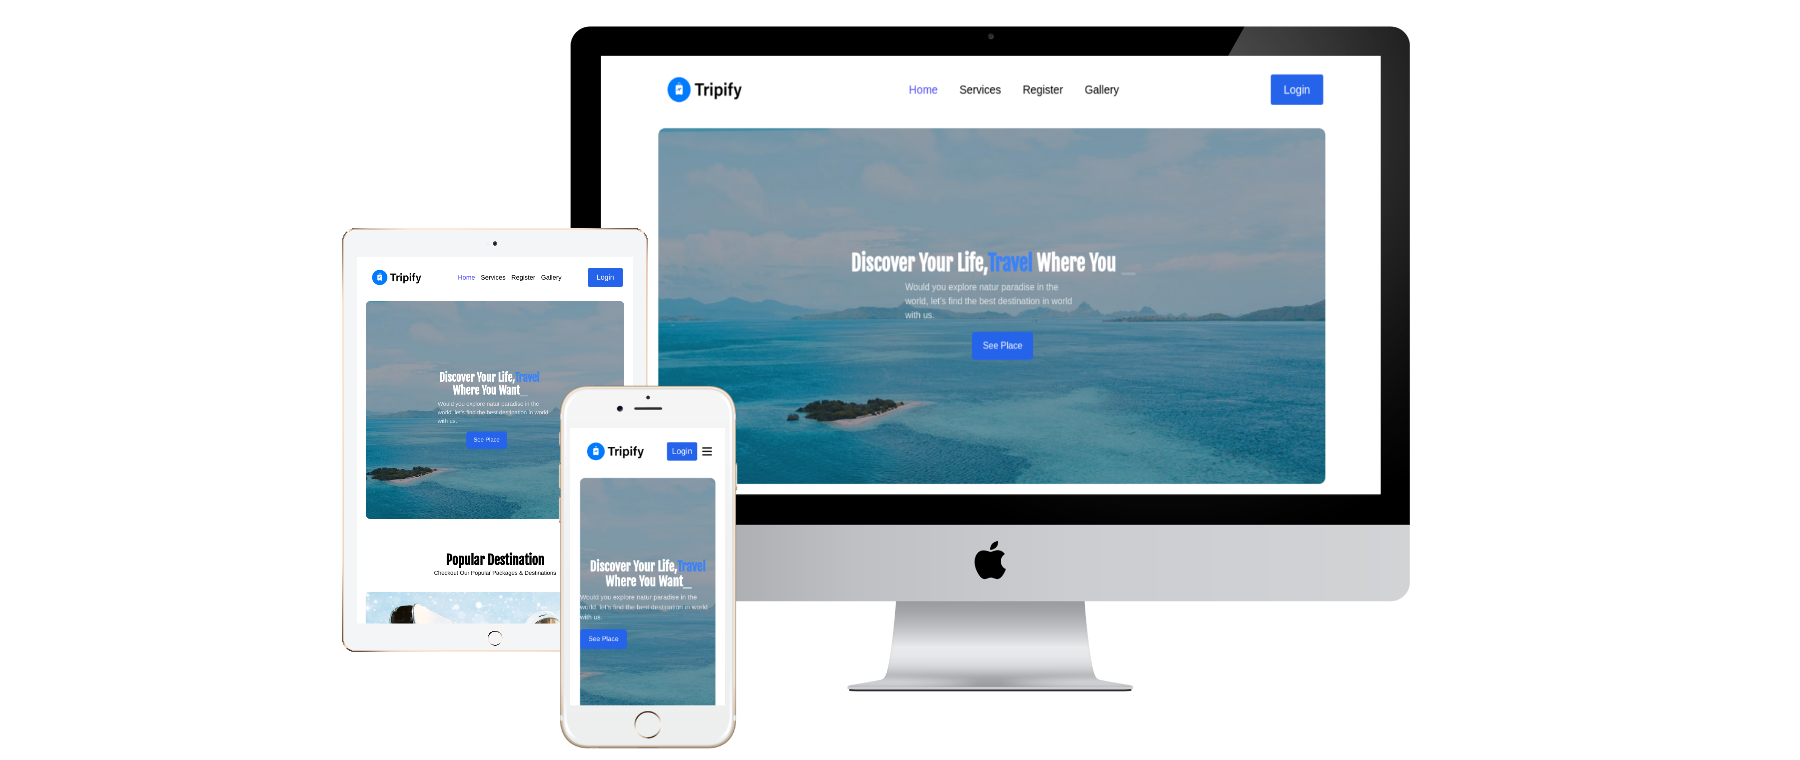 Tripify
Home Services Register Gallery
Login
Discover Your Life,Travel Where You _
Would you explore natur paradise in the
world, let's find the best destination in world
with us.
See Place
Tripify
Home Services Register Gallery
Login
Discover Your Life,Travel
Where You Want_
Would you explore natur paradise in the
world, let's find the best destination in world
with us.
See Place
Popular Destination
Checkout Our Popular Packages & Destinations
Tripify
Login
Discover Your Life,Travel
Where You Want_
Would you explore natur paradise in the
world, let's find the best destination in world
with us.
See Place